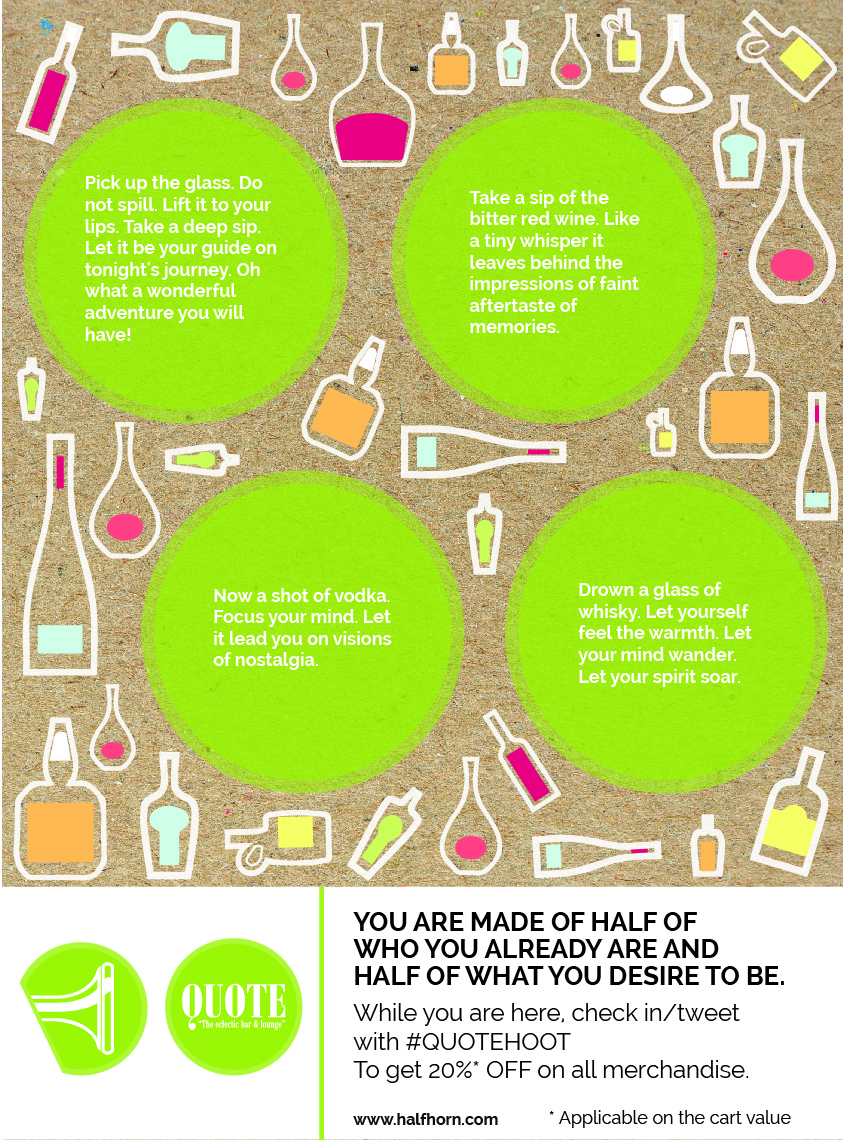 Pick up the glass. Do
not spill. Lift it to your
lips. Take a deep sip.
Let it be your guide on
tonight's journey. Oh
what a wonderful
adventure you will
have!
Take a sip of the
bitter red wine. Like
a tiny whisper it
leaves behind the
impressions of faint
aftertaste of
memories.
Now a shot of vodka.
Focus your mind. Let
it lead you on visions
of nostalgia.
Drown a glass of
whisky. Let yourself
feel the warmth. Let
your mind wander.
Let your spirit soar.
QUOTE
"The eclectic bar & lounge"
YOU ARE MADE OF HALF OF
WHO YOU ALREADY ARE AND
HALF OF WHAT YOU DESIRE TO BE.
While you are here, check in/tweet
with #QUOTEHOOT
To get 20%* OFF on all merchandise.
www.halfhorn.com
* Applicable on the cart value